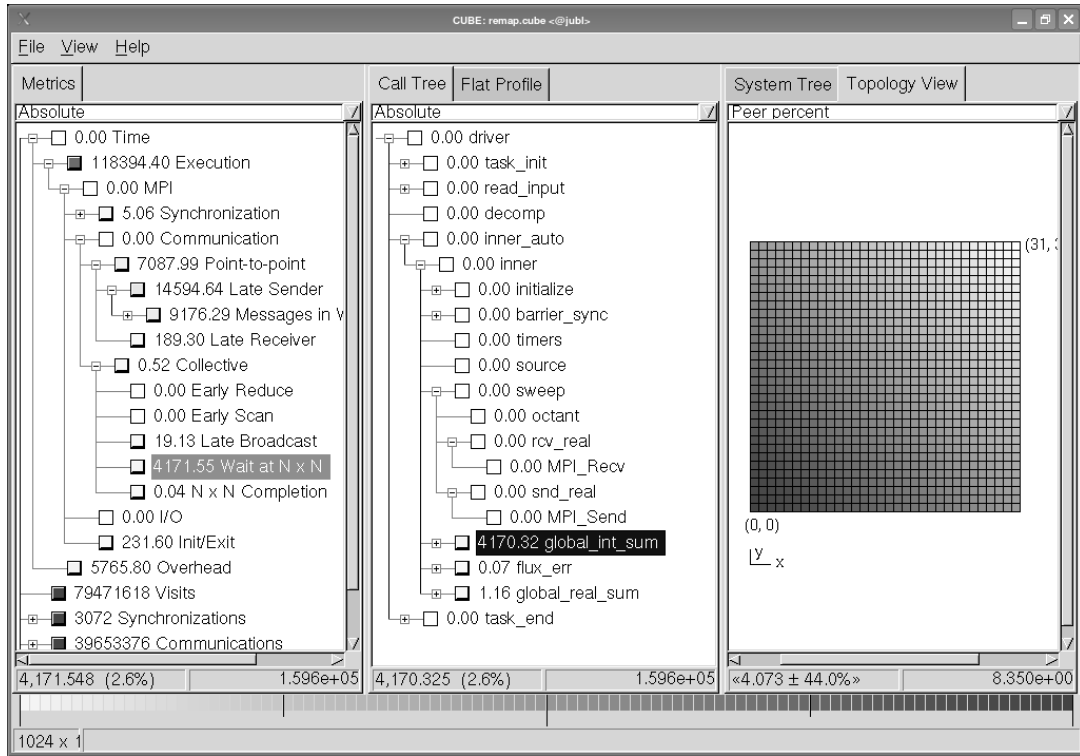 CUBE: remap.cube <@jubl>
File View Help
Metrics
Absolute
0.00 Time
118394.40 Execution
0.00 MPI
5.06 Synchronization
0.00 Communication
7087.99 Point-to-point
14594.64 Late Sender
9176.29 Messages in
189.30 Late Receiver
0.52 Collective
0.00 Early Reduce
0.00 Early Scan
19.13 Late Broadcast
4171.55 Wait at N x N
0.04 N x N Completion
0.00 I/O
231.60 Init/Exit
5765.80 Overhead
79471618 Visits
3072 Synchronizations
39653376 Communications
4,171.548 (2.6%) 1.596e+05
Call Tree Flat Profile
Absolute
0.00 driver
0.00 task_init
0.00 read_input
0.00 decomp
0.00 inner_auto
0.00 inner
0.00 initialize
0.00 barrier_sync
0.00 timers
0.00 source
0.00 sweep
0.00 octant
0.00 rcv_real
0.00 MPI_Recv
0.00 snd_real
0.00 MPI_Send
4170.32 global_int_sum
0.07 flux_err
1.16 global_real_sum
0.00 task_end
4,170.325 (2.6%) 1.596e+05
System Tree Topology View
Peer percent
(31,
(0, 0)
y
x
«4.073 ± 44.0%» 8.350e+00
1024 x 1